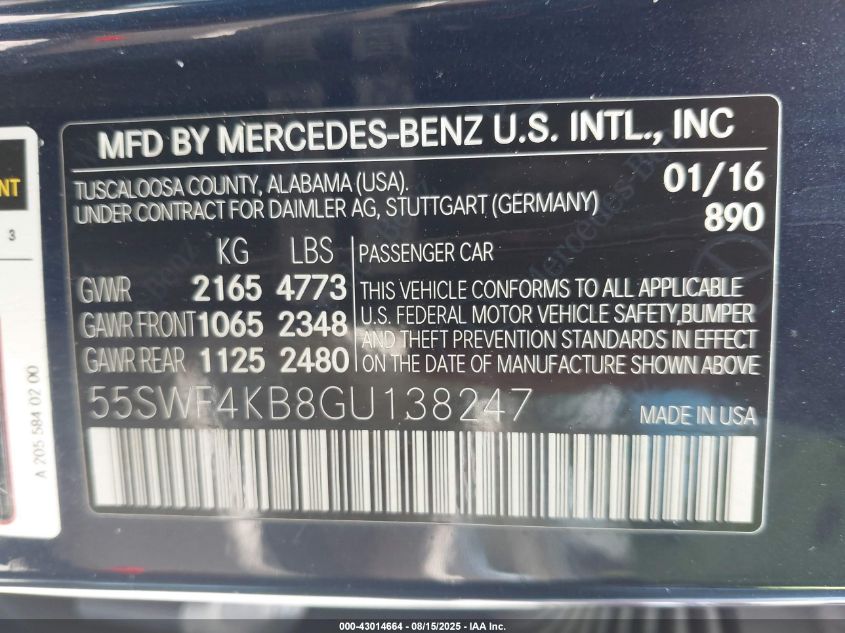 MFD BY MERCEDES-BENZ U.S. INTL., INC
TUSCALOOSA COUNTY, ALABAMA (USA). 01/16
UNDER CONTRACT FOR DAIMLER AG, STUTTGART (GERMANY) 890
KG LBS PASSENGER CAR
GVWR 2165 4773 THIS VEHICLE CONFORMS TO ALL APPLICABLE
GAWR FRONT 1065 2348 U.S. FEDERAL MOTOR VEHICLE SAFETY,BUMPER
AND THEFT PREVENTION STANDARDS IN EFFECT
GAWR REAR 1125 2480 ON THE DATE OF MANUFACTURE SHOWN ABOVE
55SWF4KB8GU138247 MADE IN USA
3
A 205 584 02 00
000-43014664 - 08/15/2025 - IAA Inc.